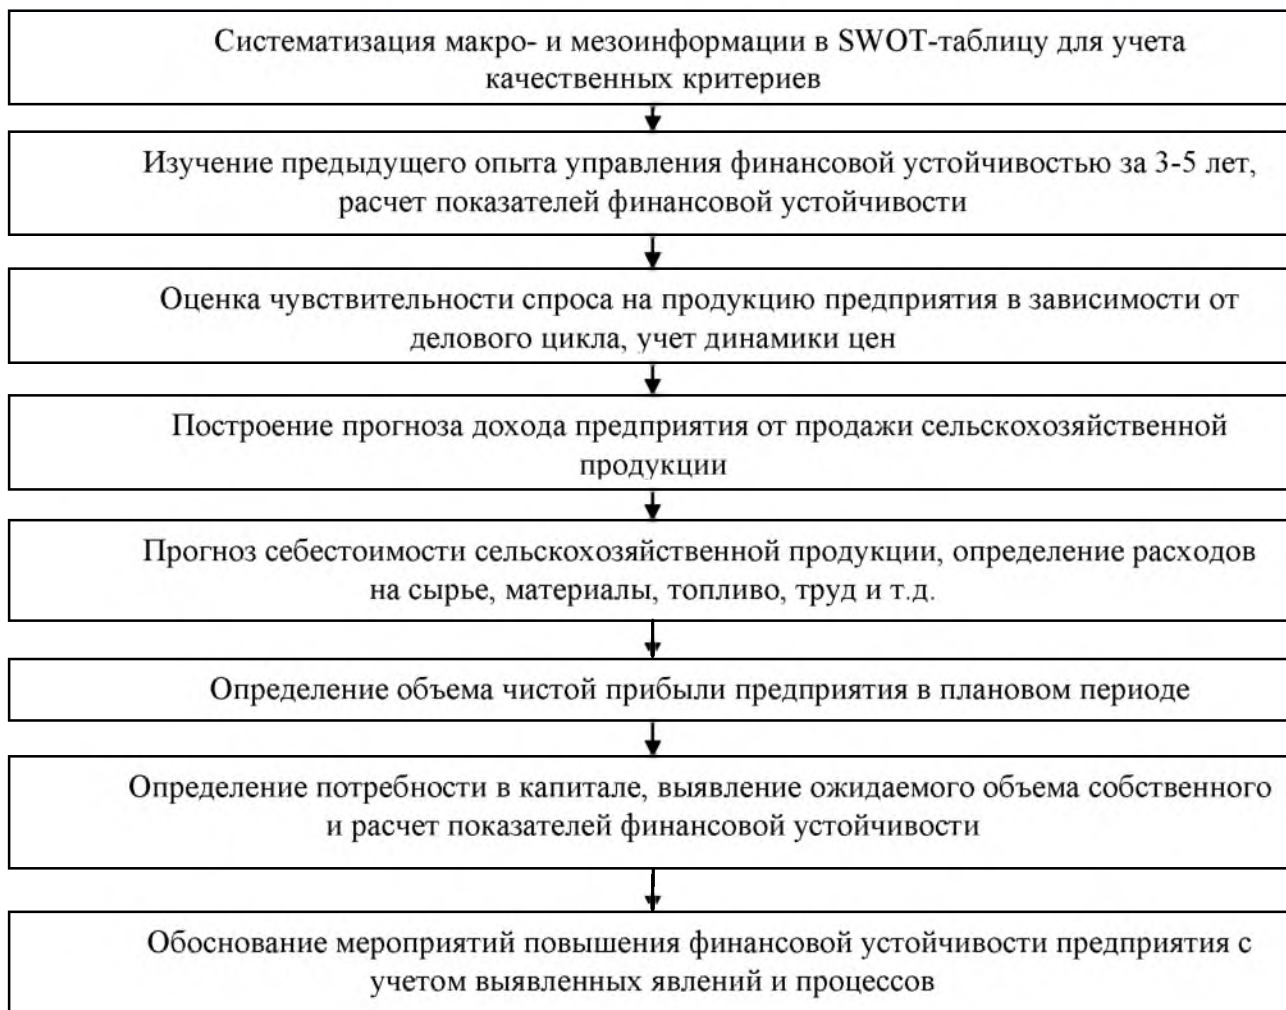 Систематизация макро- и мезоинформации в SWOT-таблицу для учета
качественных критериев
Изучение предыдущего опыта управления финансовой устойчивостью за 3-5 лет,
расчет показателей финансовой устойчивости
Оценка чувствительности спроса на продукцию предприятия в зависимости от
делового цикла, учет динамики цен
Построение прогноза дохода предприятия от продажи сельскохозяйственной
продукции
Прогноз себестоимости сельскохозяйственной продукции, определение расходов
на сырье, материалы, топливо, труд и т.д.
Определение объема чистой прибыли предприятия в плановом периоде
Определение потребности в капитале, выявление ожидаемого объема собственного
и расчет показателей финансовой устойчивости
Обоснование мероприятий повышения финансовой устойчивости предприятия с
учетом выявленных явлений и процессов